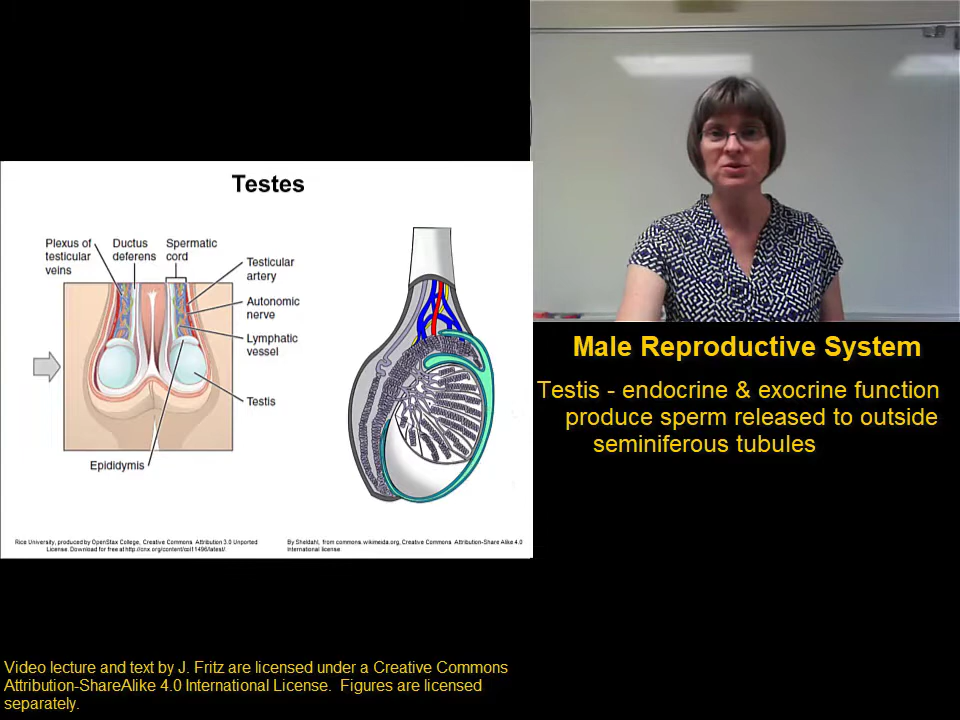 Testes
Plexus of
testicular
veins
Ductus
deferens
Spermatic
cord
Testicular
artery
Autonomic
nerve
Lymphatic
vessel
Testis
Epididymis
Rice University, produced by OpenStax College, Creative Commons Attribution 3.0 Unported
License. Download for free at http://cnx.org/content/col11496/latest/.
By Sheldahl, from commons.wikimeida.org, Creative Commons Attribution-Share Alike 4.0
International license
Male Reproductive System
Testis - endocrine & exocrine function
produce sperm released to outside
seminiferous tubules
Video lecture and text by J. Fritz are licensed under a Creative Commons
Attribution-ShareAlike 4.0 International License. Figures are licensed
separately.